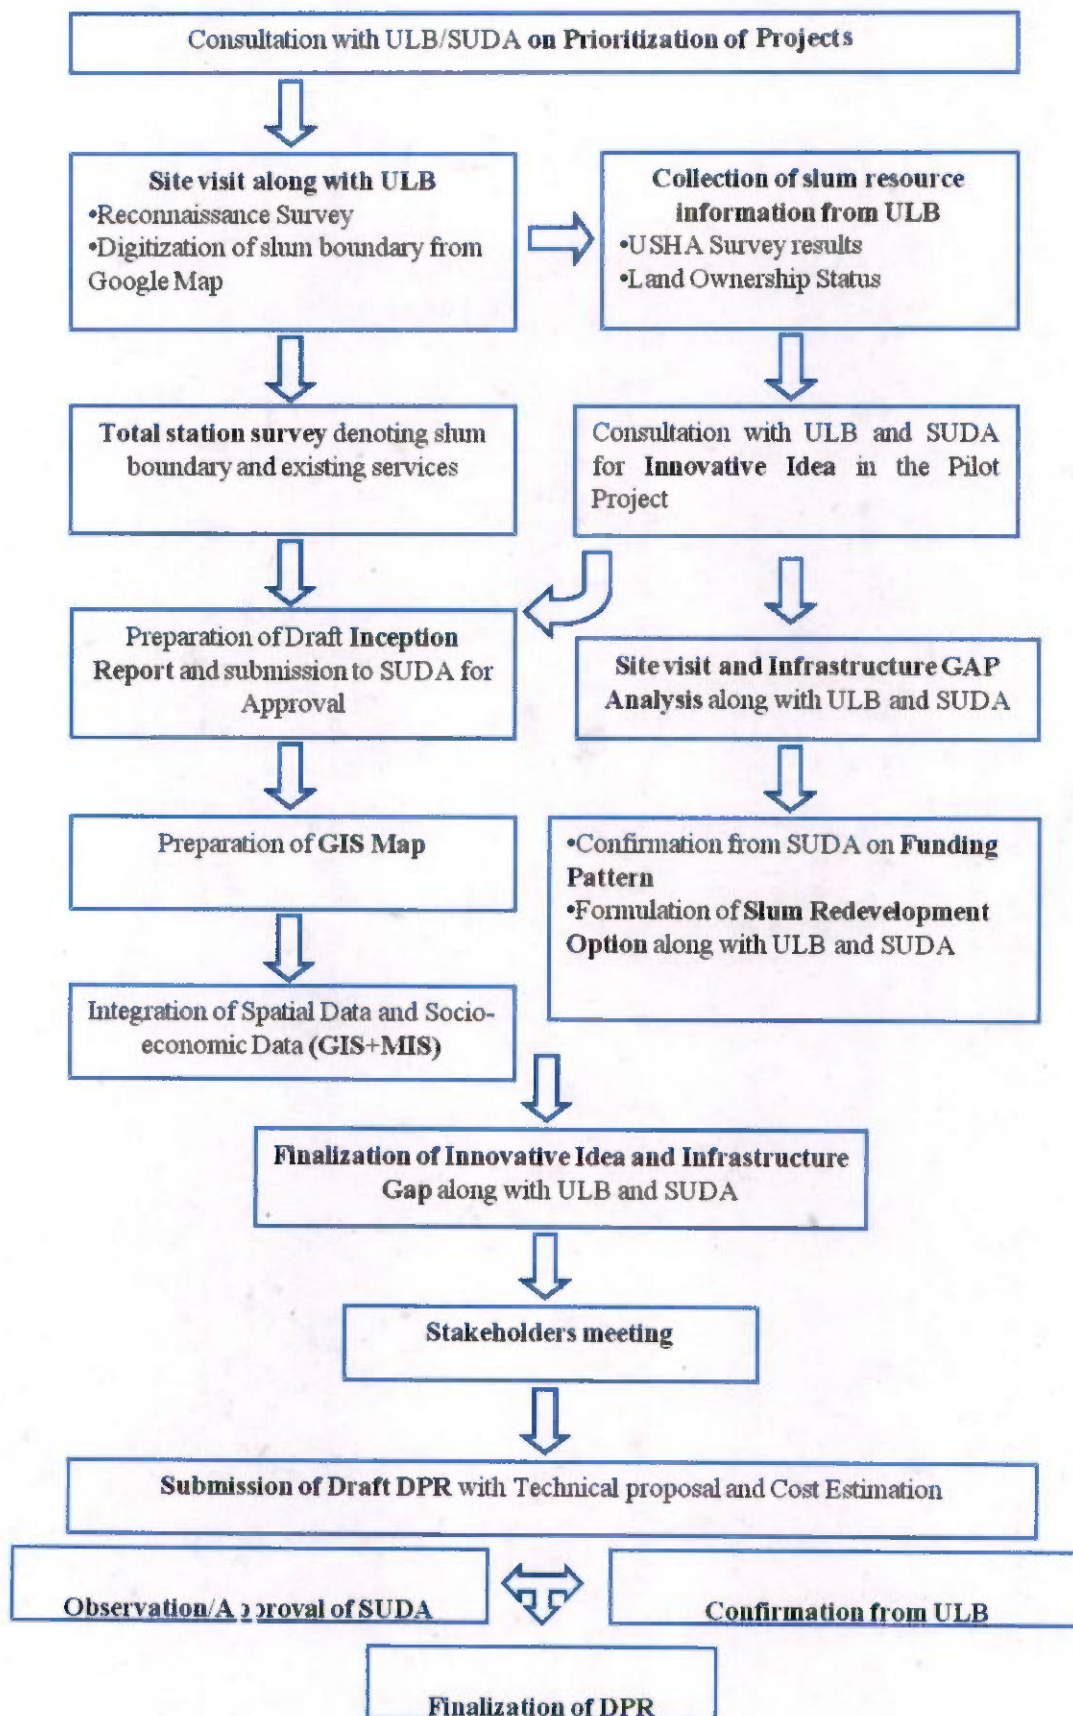 Consultation with ULB/SUDA on Prioritization of Projects
Site visit along with ULB
•Reconnaissance Survey
•Digitization of slum boundary from
Google Map
Collection of slum resource
information from ULB
•USHA Survey results
•Land Ownership Status
Total station survey denoting slum
boundary and existing services
Consultation with ULB and SUDA
for Innovative Idea in the Pilot
Project
Preparation of Draft Inception
Report and submission to SUDA for
Approval
Site visit and Infrastructure GAP
Analysis along with ULB and SUDA
Preparation of GIS Map
•Confirmation from SUDA on Funding
Pattern
•Formulation of Slum Redevelopment
Option along with ULB and SUDA
Integration of Spatial Data and Socio-
economic Data (GIS+MIS)
Finalization of Innovative Idea and Infrastructure
Gap along with ULB and SUDA
Stakeholders meeting
Submission of Draft DPR with Technical proposal and Cost Estimation
Observation/Approval of SUDA
Confirmation from ULB
Finalization of DPR